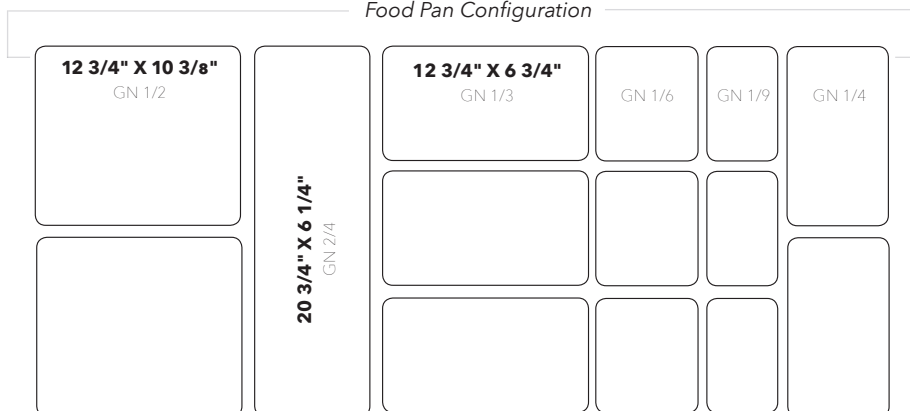 Food Pan Configuration
12 3/4" X 10 3/8"
GN 1/2
20 3/4" X 6 1/4"
GN 2/4
12 3/4" X 6 3/4"
GN 1/3
GN 1/6
GN 1/9
GN 1/4